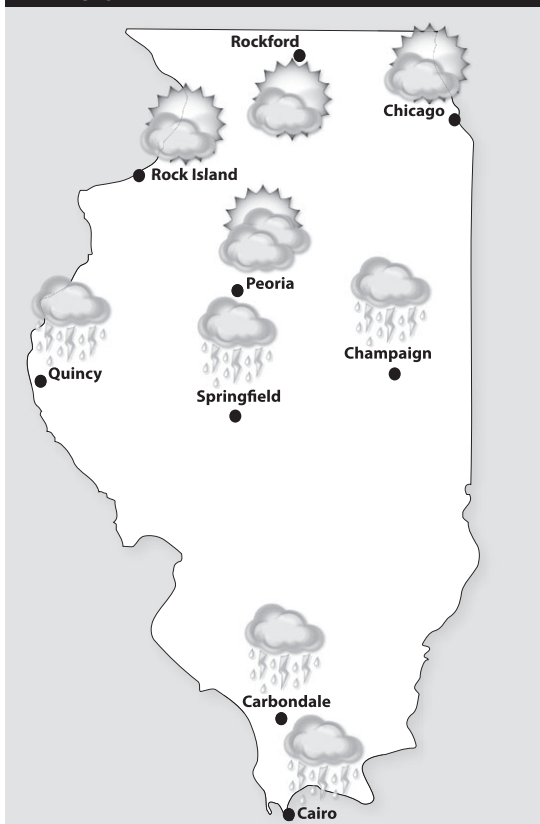 Rockford
Chicago
Rock Island
Peoria
Champaign
Quincy
Springfield
Carbondale
Cairo